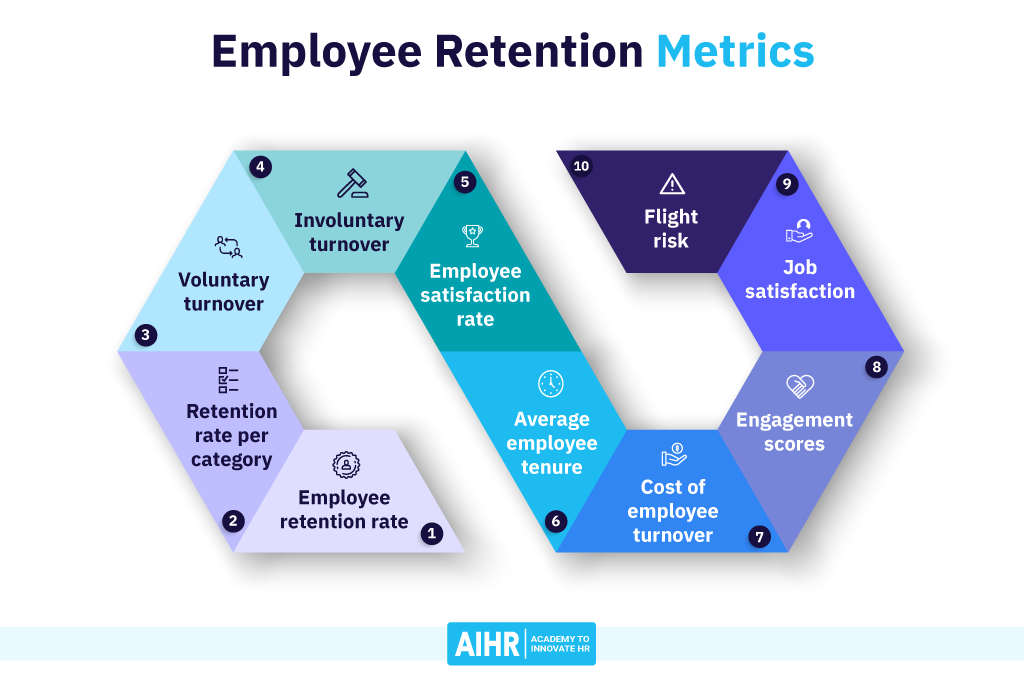 Employee Retention Metrics
1
Employee
retention rate
2
Retention
rate per
category
3
Voluntary
turnover
4
Involuntary
turnover
5
Employee
satisfaction
rate
6
Average
employee
tenure
7
Cost of
employee
turnover
8
Engagement
scores
9
Job
satisfaction
10
Flight
risk
AIHR
ACADEMY TO
INNOVATE HR